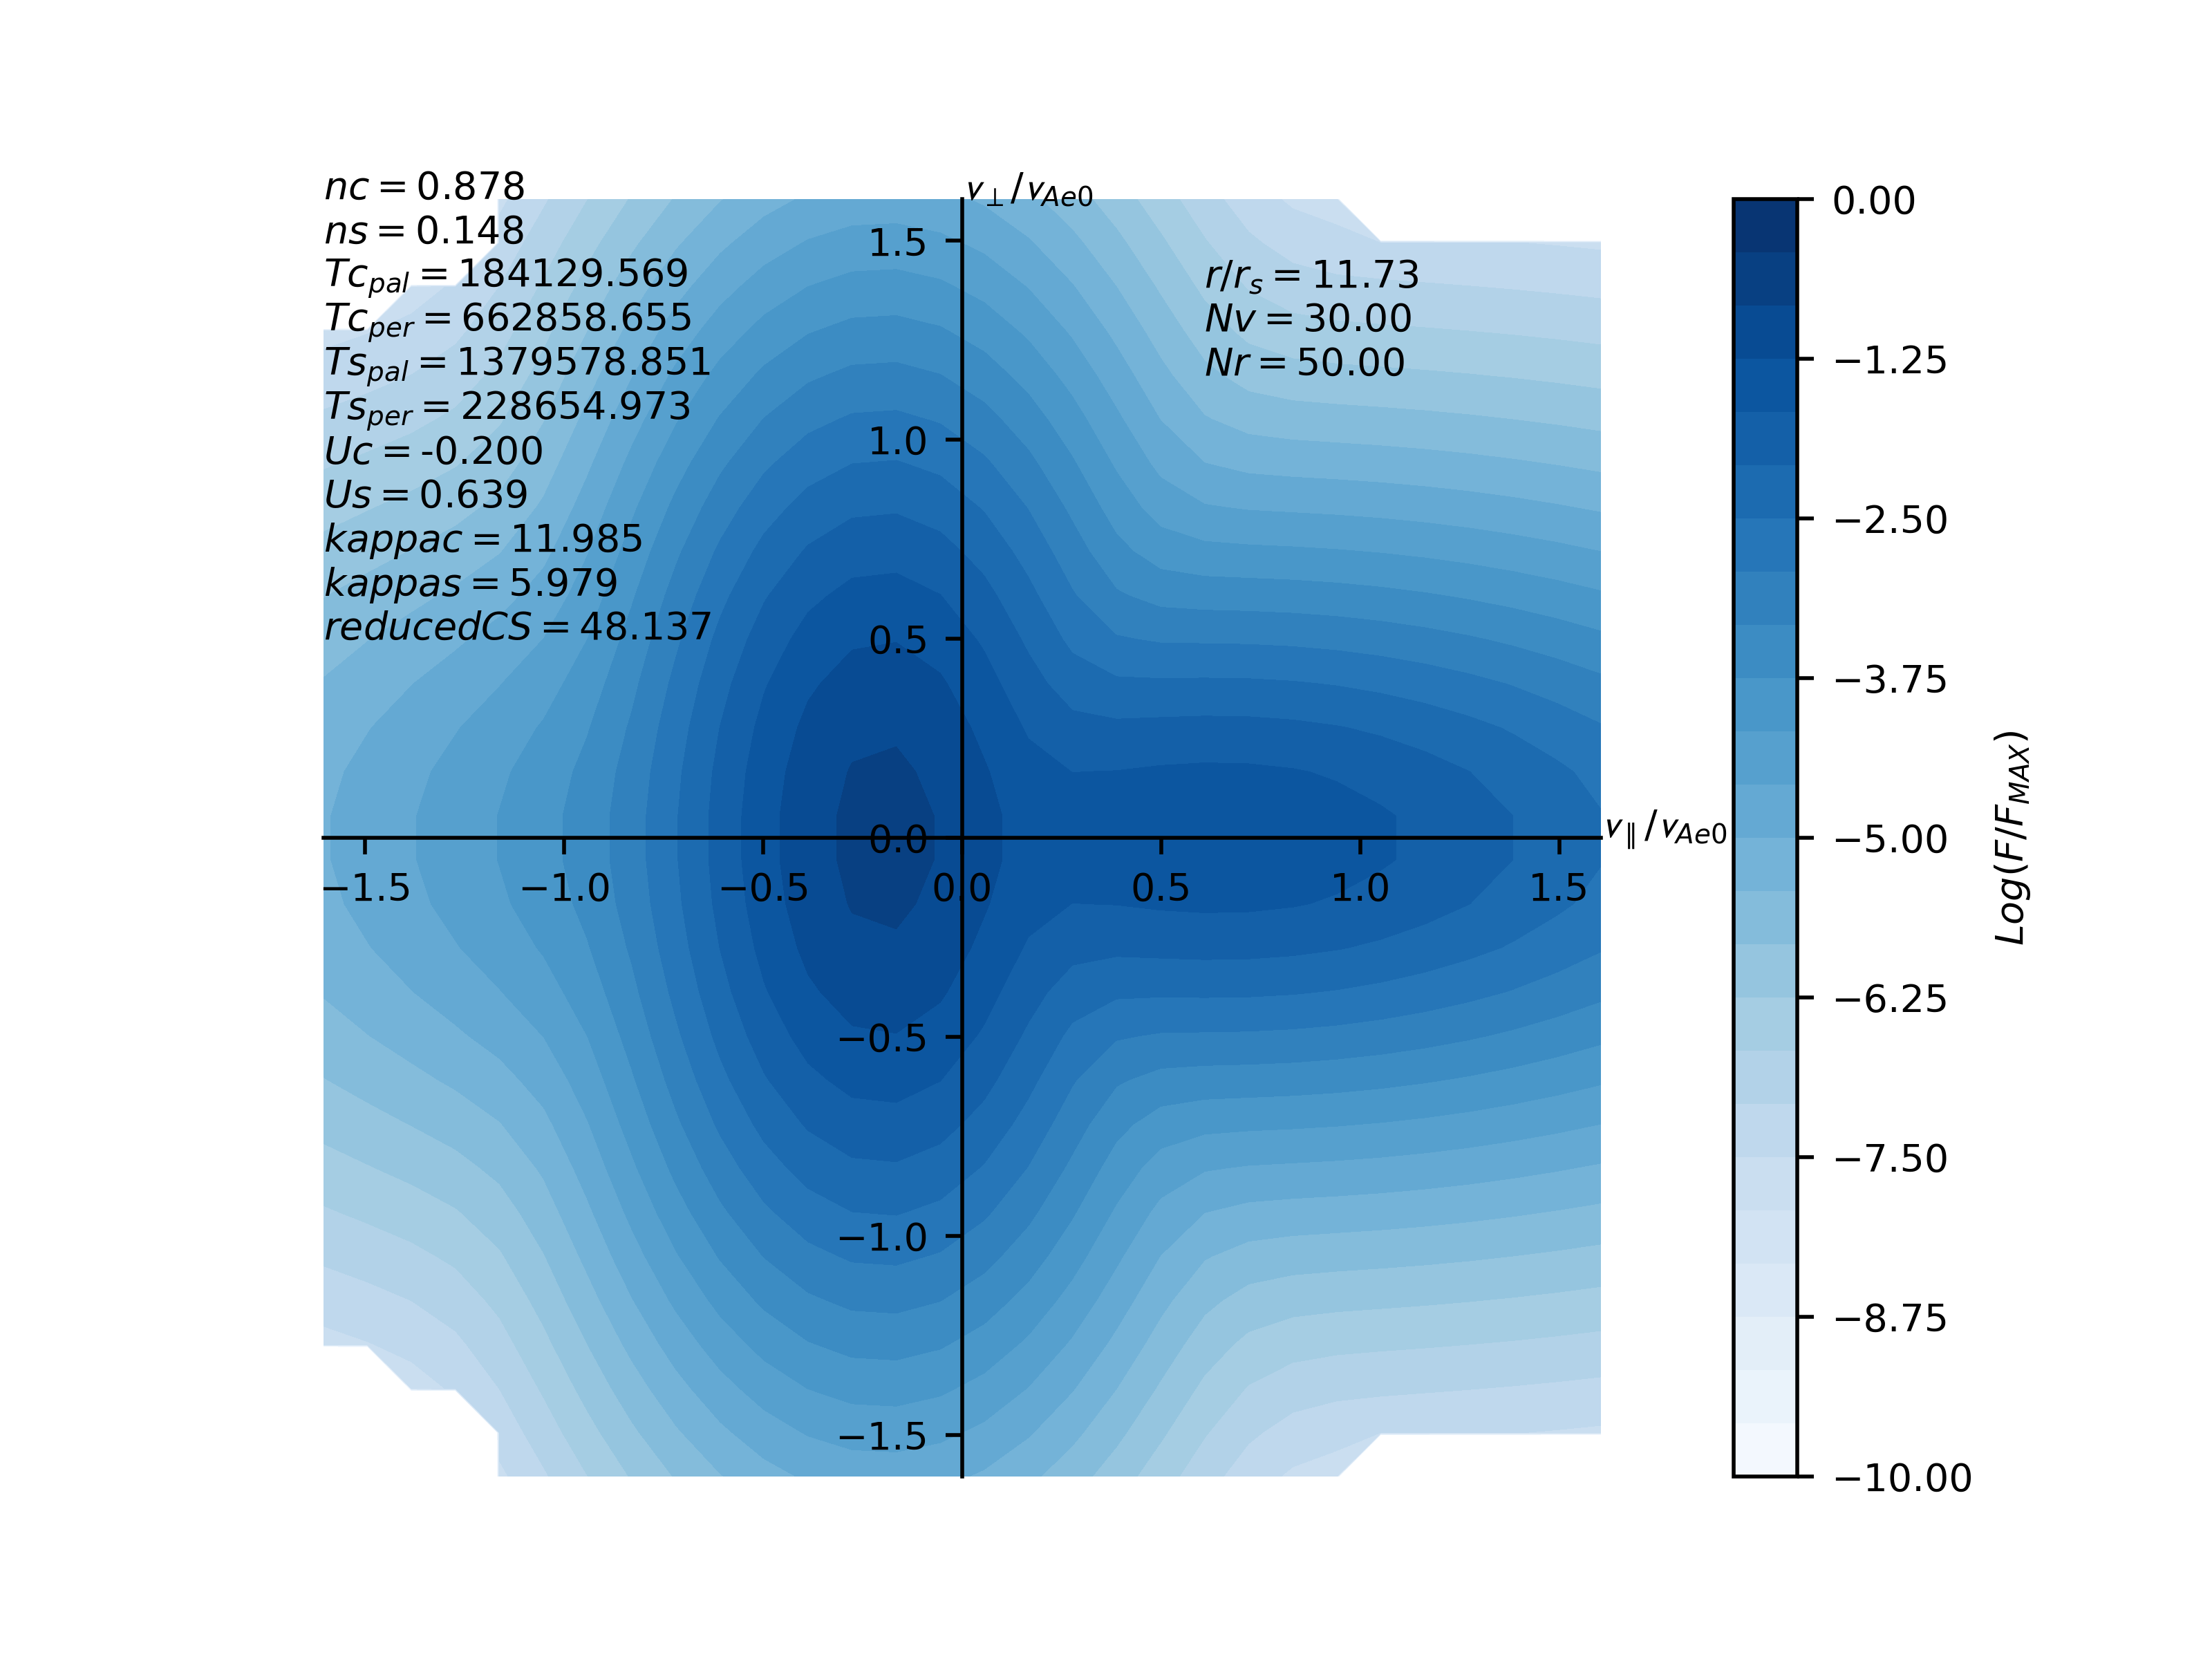 nc = 0.878
ns = 0.148
Tc_pal = 184129.569
Tc_per = 662858.655
Ts_pal = 1379578.851
Ts_per = 228654.973
Uc = -0.200
Us = 0.639
kappac = 11.985
kappas = 5.979
reducedCS = 48.137
v⊥/v_Ae0
r/r_s = 11.73
Nv = 30.00
Nr = 50.00
1.5
1.0
0.5
0.0
−0.5
−1.0
−1.5
−1.5 −1.0 −0.5 0.0 0.5 1.0 1.5
v∥/v_Ae0
0.00
−1.25
−2.50
−3.75
−5.00
−6.25
−7.50
−8.75
−10.00
Log(F/F_MAX)